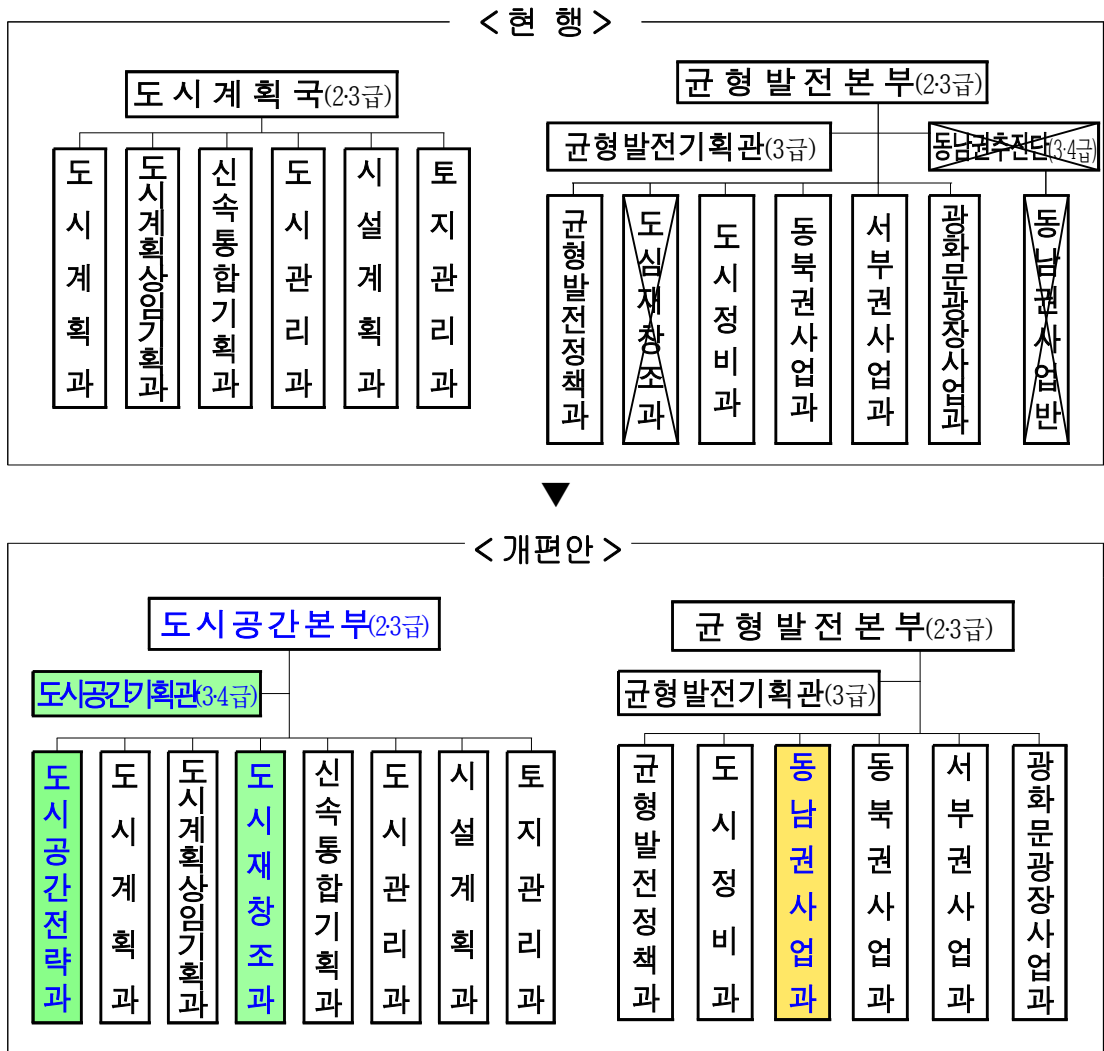 < 현 행 >
도시계획국(2·3급)
도시계획과
도시계획상임기획과
신속통합기획과
도시관리과
시설계획과
토지관리과
균형발전본부(2·3급)
균형발전기획관(3급)
동남권추진단(3·4급)
균형발전정책과
도심재창조과
도시정비과
동북권사업과
서부권사업과
광화문광장사업과
동남권사업반
▼
< 개편안 >
도시공간본부(2·3급)
도시공간기획관(3·4급)
도시공간전략과
도시계획과
도시계획상임기획과
도시재창조과
신속통합기획과
도시관리과
시설계획과
토지관리과
균형발전본부(2·3급)
균형발전기획관(3급)
균형발전정책과
도시정비과
동남권사업과
동북권사업과
서부권사업과
광화문광장사업과